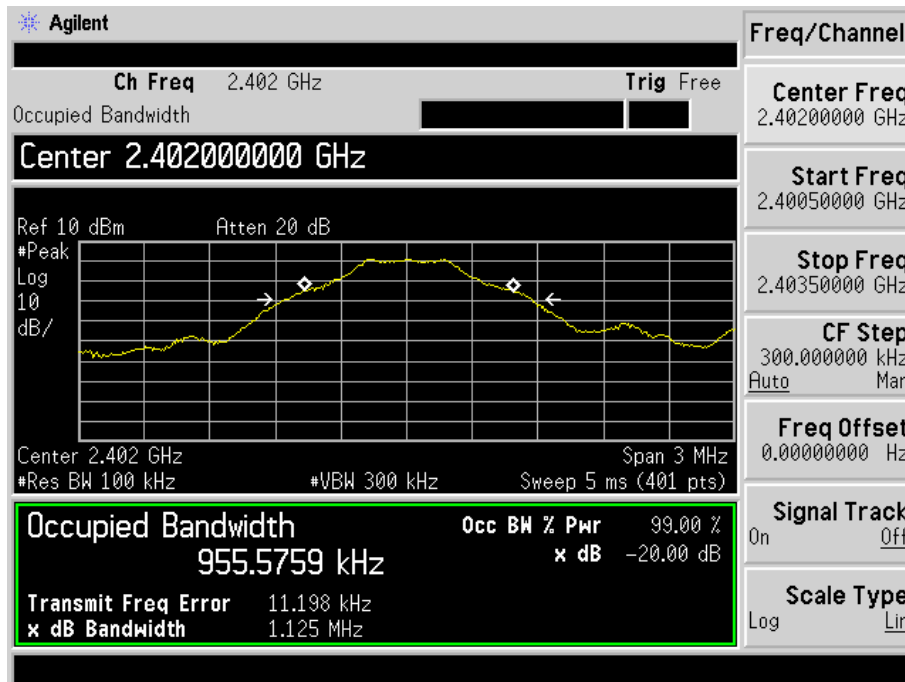 Agilent
Freq/Channel
Ch Freq 2.402 GHz Trig Free
Occupied Bandwidth
Center 2.402000000 GHz
Ref 10 dBm Atten 20 dB
#Peak
Log
10
dB/
Center 2.402 GHz Span 3 MHz
#Res BW 100 kHz #VBW 300 kHz Sweep 5 ms (401 pts)
Occupied Bandwidth
955.5759 kHz
Occ BW % Pwr 99.00 %
x dB -20.00 dB
Transmit Freq Error 11.198 kHz
x dB Bandwidth 1.125 MHz
Center Freq
2.40200000 GHz
Start Freq
2.40050000 GHz
Stop Freq
2.40350000 GHz
CF Step
300.000000 kHz
Auto Man
Freq Offset
0.00000000 Hz
Signal Track
On Off
Scale Type
Log Lin